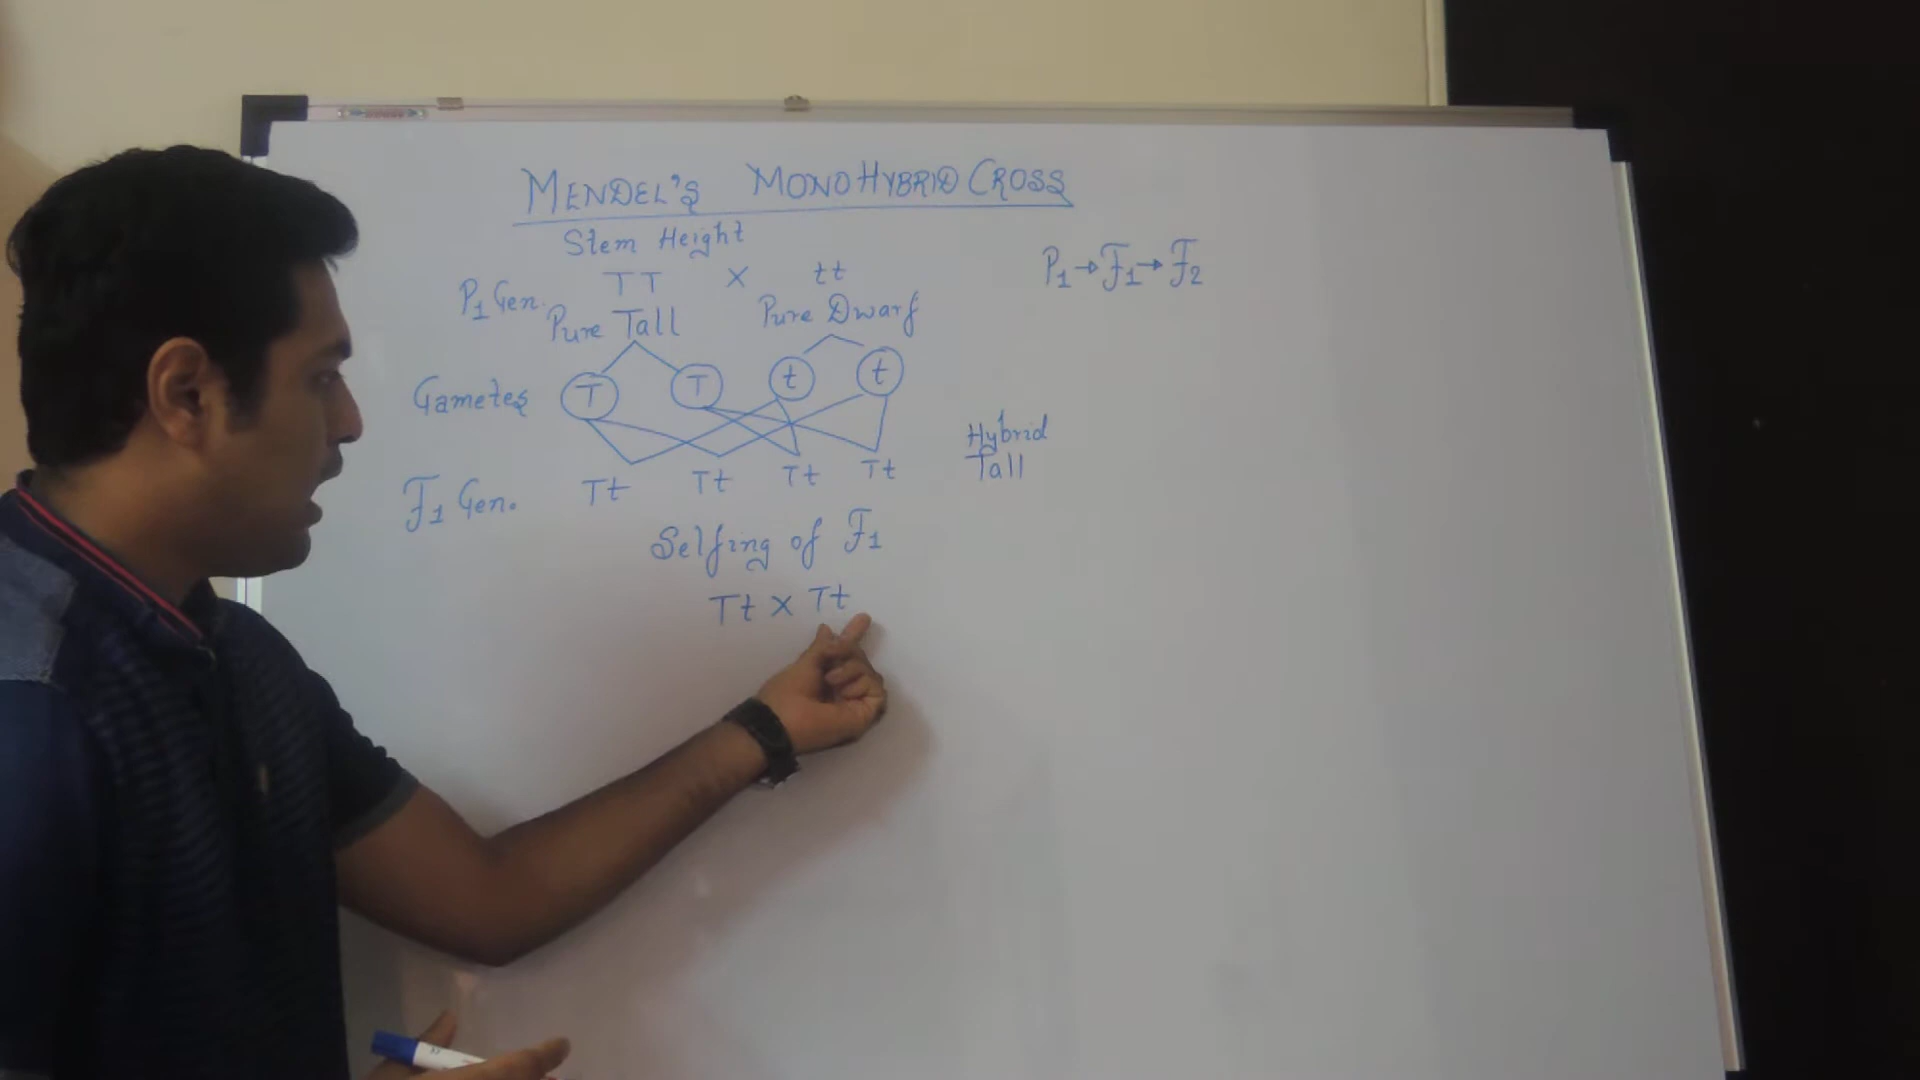 MENDEL'S MONOHYBRID CROSS
Stem Height
P1 Gen. TT X tt
Pure Tall Pure Dwarf
Gametes T T t t
Hybrid
Tall
F1 Gen. Tt Tt Tt Tt
Selfing of F1
Tt X Tt
P1→F1→F2